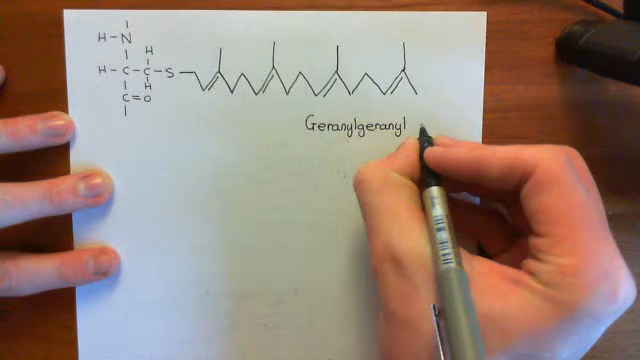 H-N
H
H-C-C-S
H
C=O
Geranylgeranyl